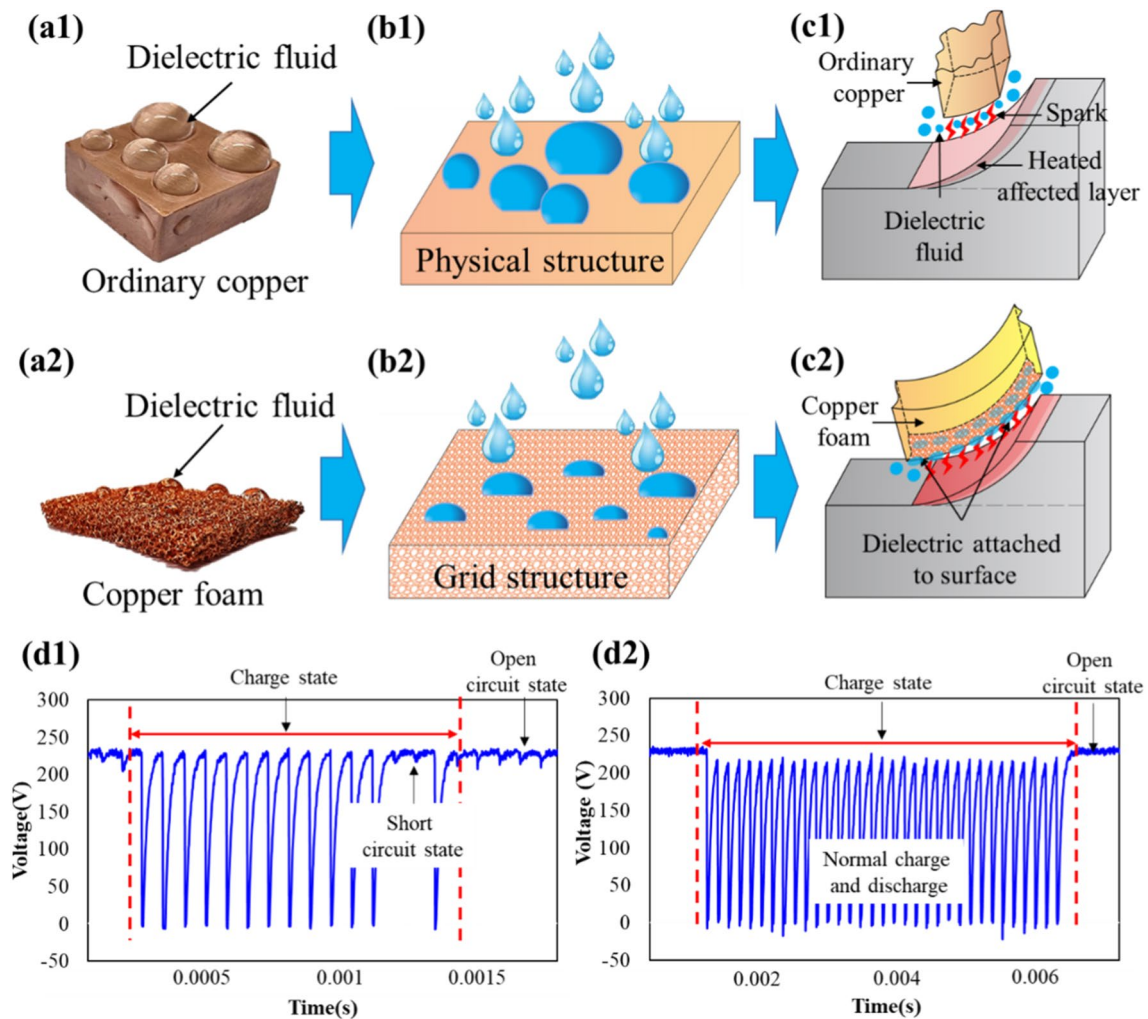 (a1)
Dielectric fluid
Ordinary copper
(b1)
Physical structure
(c1)
Ordinary
copper
Spark
Heated
affected layer
Dielectric
fluid
(a2)
Dielectric fluid
Copper foam
(b2)
Grid structure
(c2)
Copper
foam
Dielectric attached
to surface
(d1)
Charge state
Open
circuit state
Short
circuit state
Voltage(V)
300
250
200
150
100
50
0
-50
0.0005
0.001
0.0015
Time(s)
(d2)
Charge state
Open
circuit state
Normal charge
and discharge
Voltage (V)
300
250
200
150
100
50
0
-50
0.002
0.004
0.006
Time(s)